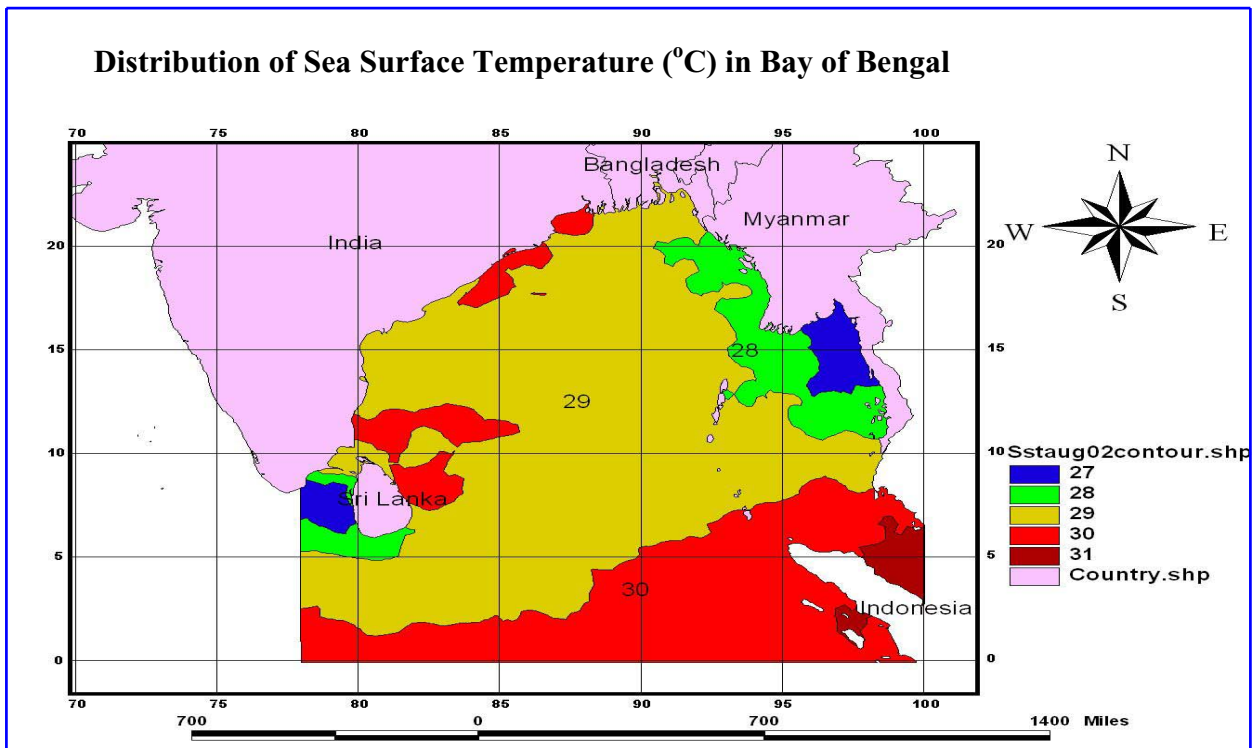 Distribution of Sea Surface Temperature (°C) in Bay of Bengal
70 75 80 85 90 95 100
Bangladesh
Myanmar
India
20 20
15 28 15
29
10 10
Sri Lanka
5 5
30
Indonesia
0 0
70 75 80 85 90 95 100
700 0 700 1400 Miles
N
W E
S
Sstaug02contour.shp
27
28
29
30
31
Country.shp